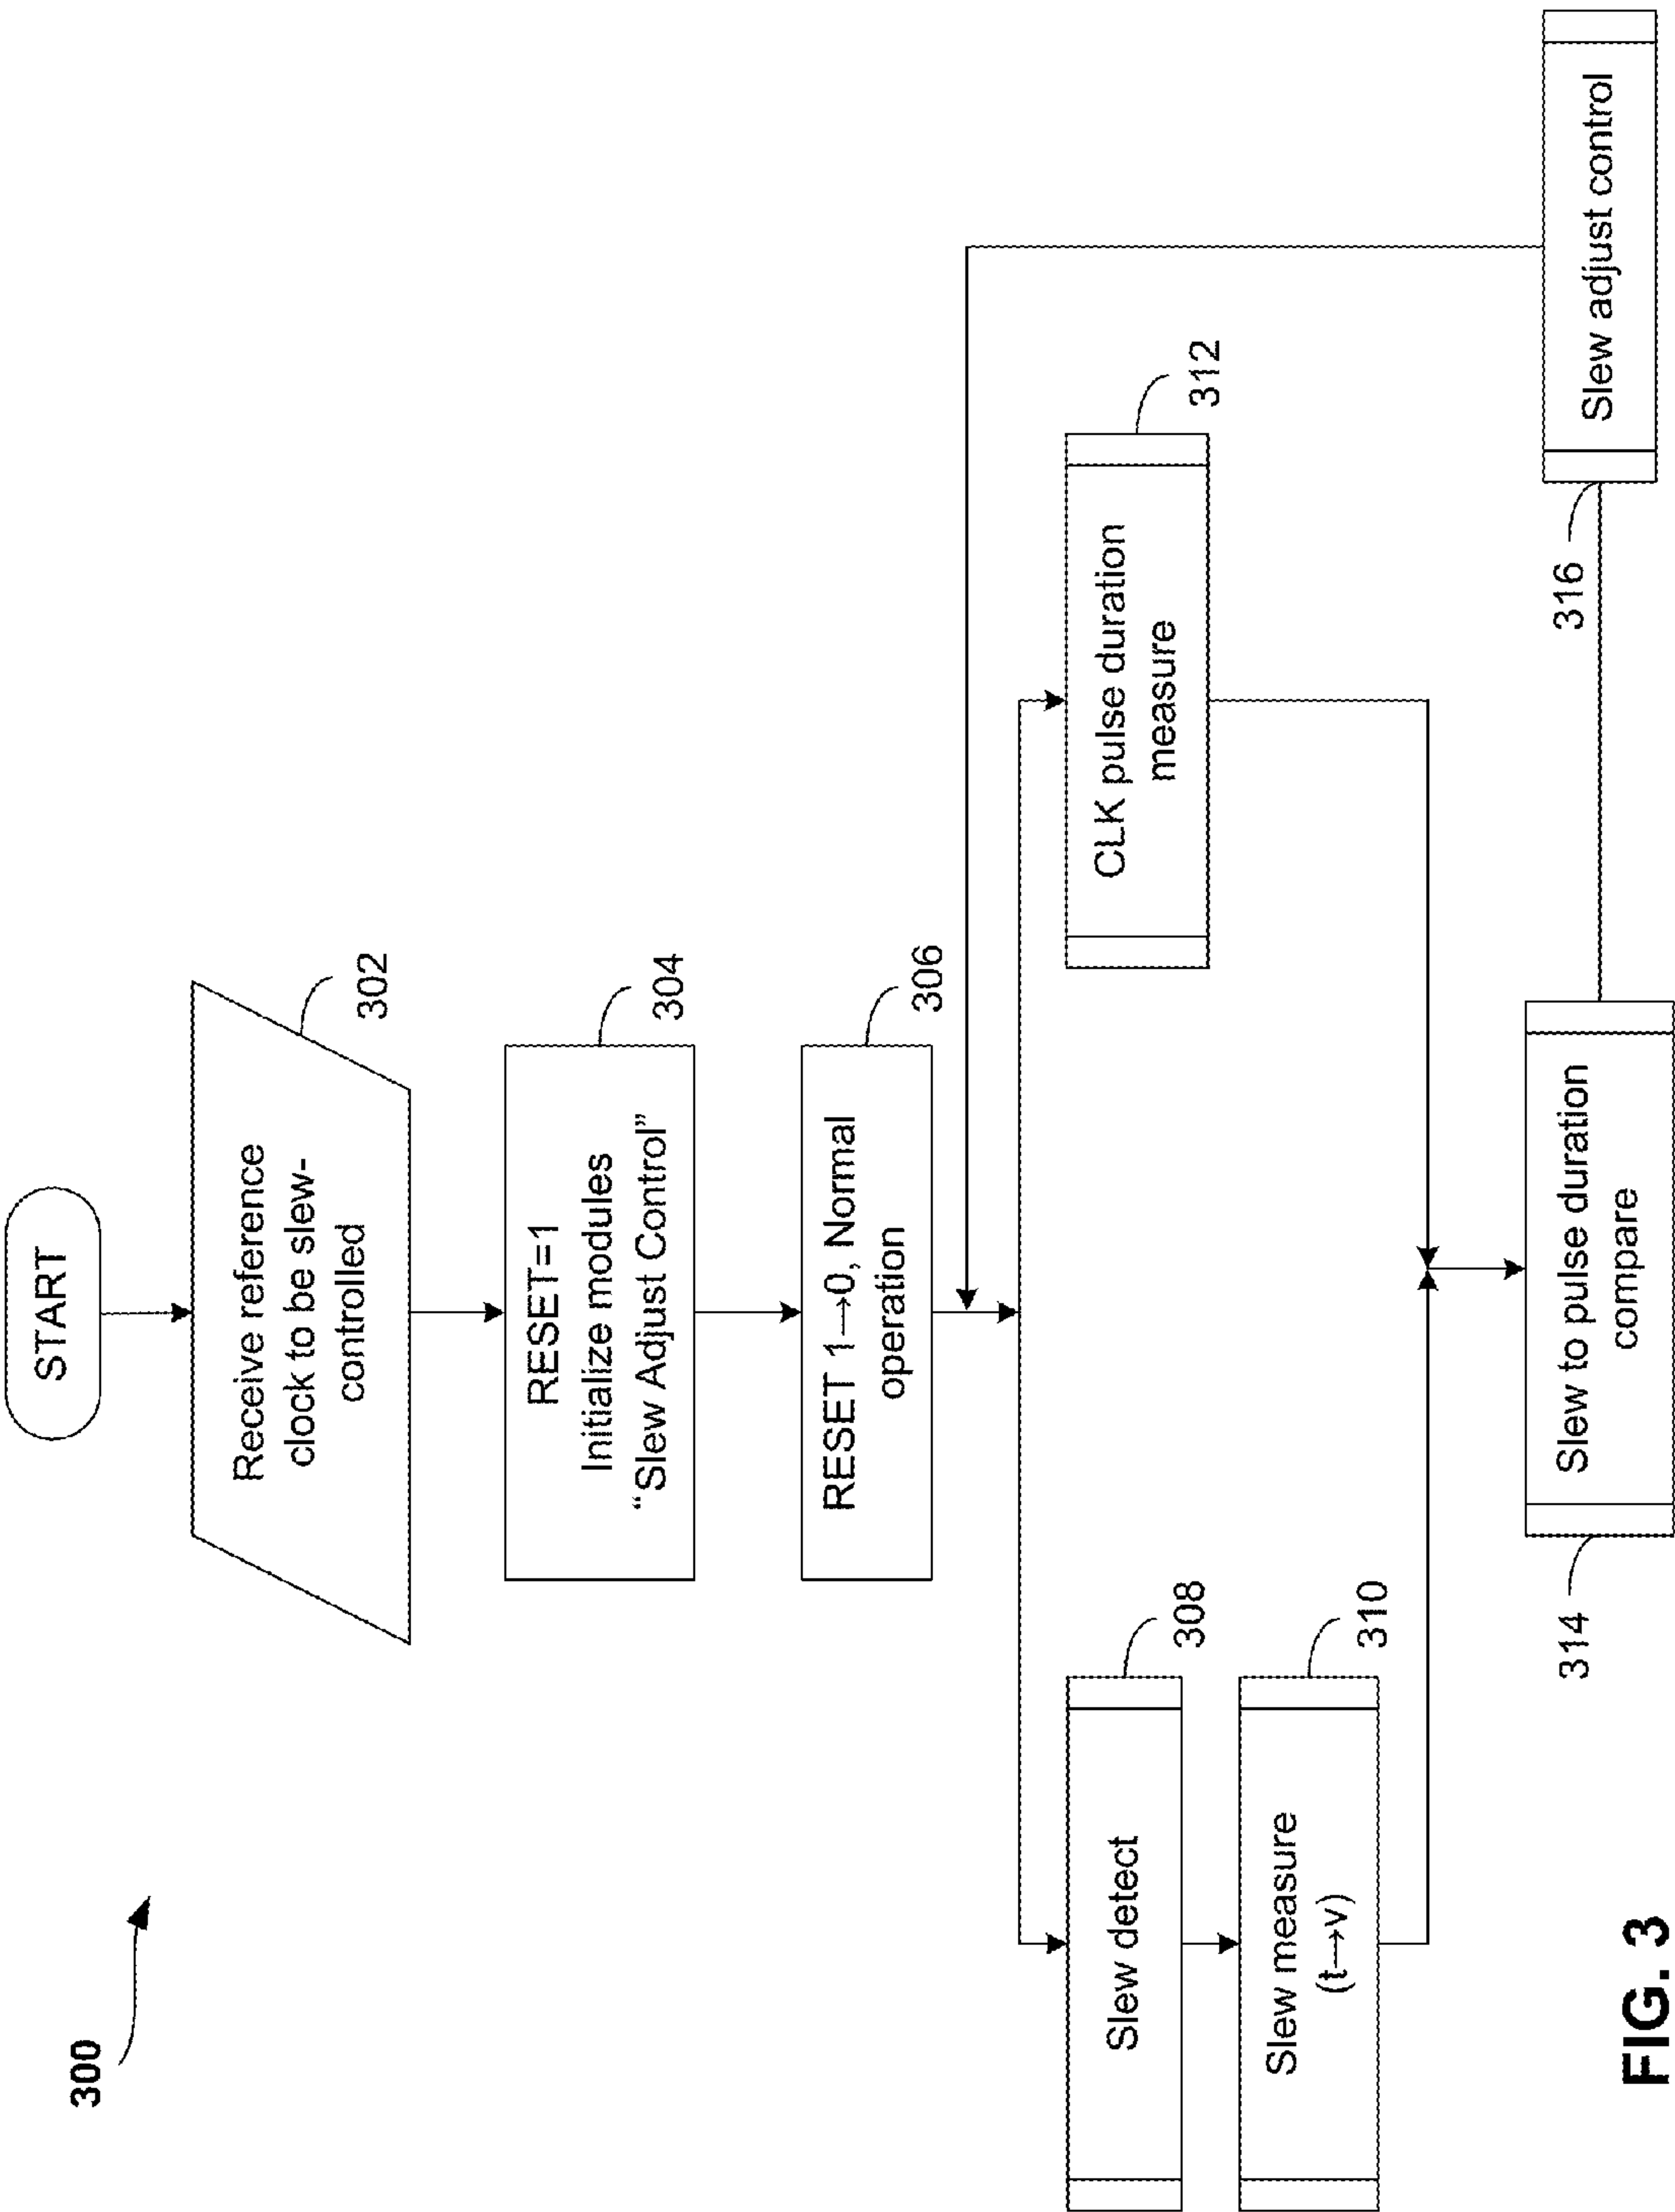 300
START
Receive reference
clock to be slew-
controlled
302
RESET=1
Initialize modules
“Slew Adjust Control”
304
RESET 1→0, Normal
operation
306
Slew detect
308
Slew measure
(t→v)
310
CLK pulse duration
measure
312
Slew to pulse duration
compare
314
Slew adjust control
316
FIG. 3